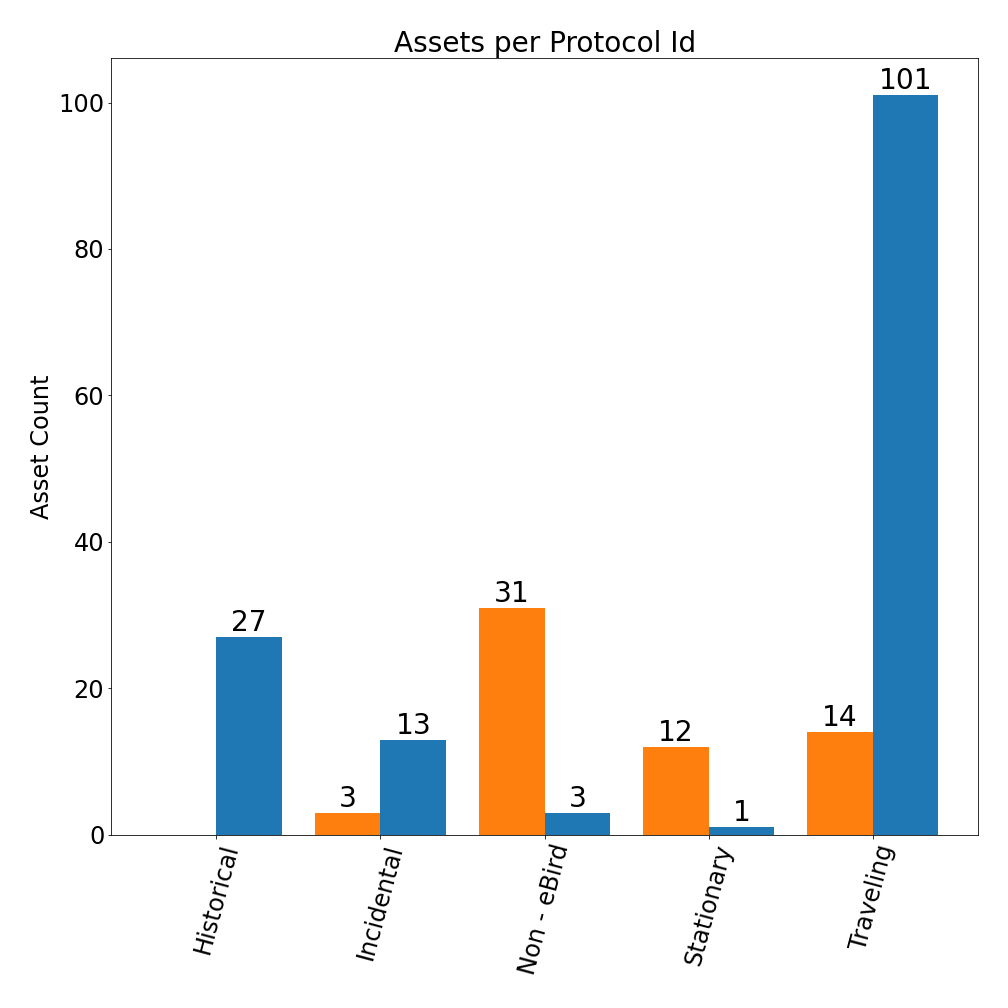 Assets per Protocol Id
Asset Count
100
80
60
40
20
0
27
3
13
31
3
12
1
14
101
Historical
Incidental
Non - eBird
Stationary
Traveling